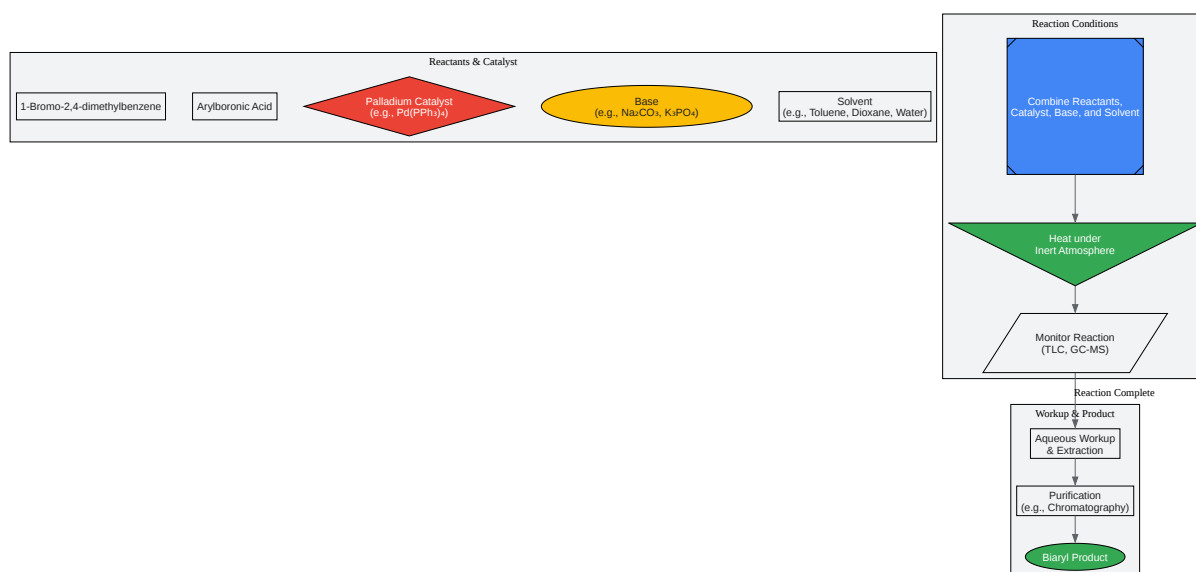 Reactants & Catalyst
1-Bromo-2,4-dimethylbenzene
Arylboronic Acid
Palladium Catalyst
(e.g., Pd(PPh₃)₄)
Base
(e.g., Na₂CO₃, K₃PO₄)
Solvent
(e.g., Toluene, Dioxane, Water)
Reaction Conditions
Combine Reactants,
Catalyst, Base, and Solvent
Heat under
Inert Atmosphere
Monitor Reaction
(TLC, GC-MS)
Reaction Complete
Workup & Product
Aqueous Workup
& Extraction
Purification
(e.g., Chromatography)
Biaryl Product